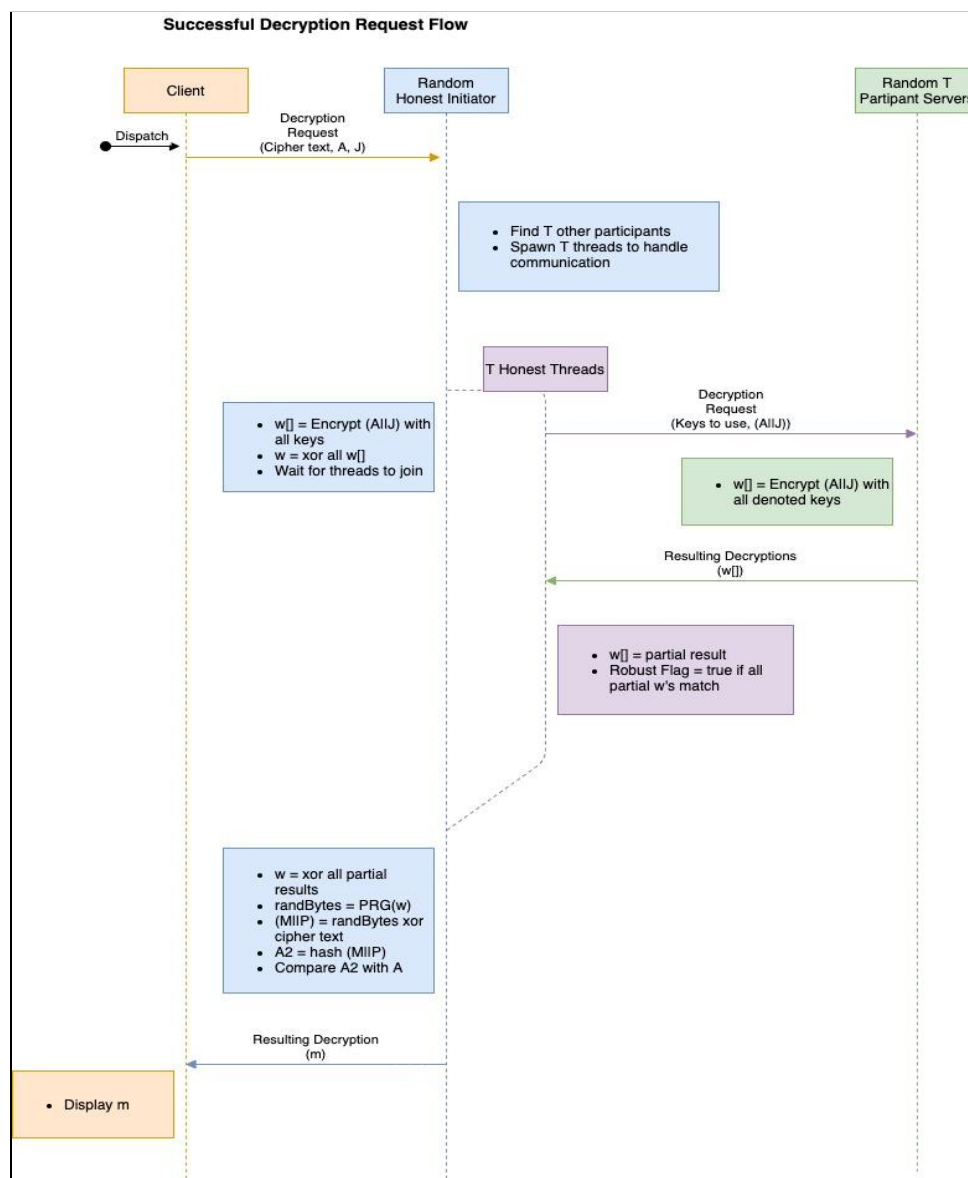 Successful Decryption Request Flow
Client
Random
Honest Initiator
Random T
Partipant Servers
Dispatch
Decryption
Request
(Cipher text, A, J)
• Find T other participants
• Spawn T threads to handle
communication
T Honest Threads
Decryption
Request
(Keys to use, (A||J))
• w[] = Encrypt (A||J) with
all keys
• w = xor all w[]
• Wait for threads to join
• w[] = Encrypt (A||J) with
all denoted keys
Resulting Decryptions
(w[])
• w[] = partial result
• Robust Flag = true if all
partial w's match
• w = xor all partial
results
• randBytes = PRG(w)
• (M||P) = randBytes xor
cipher text
• A2 = hash (M||P)
• Compare A2 with A
Resulting Decryption
(m)
• Display m